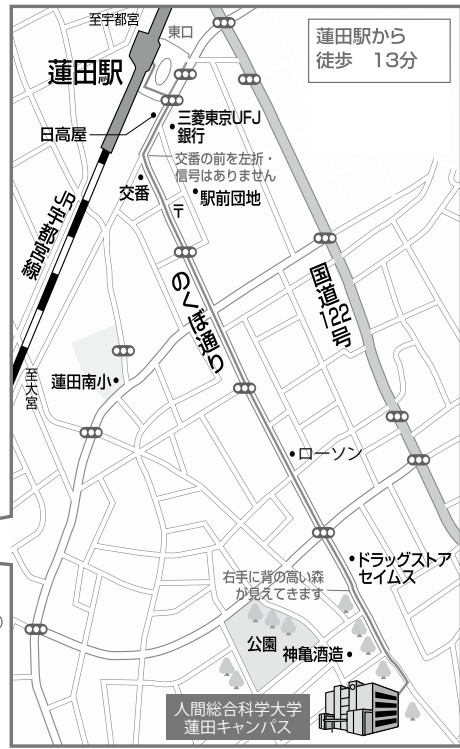 至宇都宮
東口
蓮田駅から
徒歩　13分
蓮田駅
日高屋
三菱東京UFJ
銀行
交番の前を左折・
信号はありません
交番
〒
駅前団地
JR宇都宮線
のくぼ通り
国道122号
至大宮
蓮田南小
ローソン
ドラッグストア
セイムス
右手に背の高い森
が見えてきます
公園
神亀酒造
人間総合科学大学
蓮田キャンパス